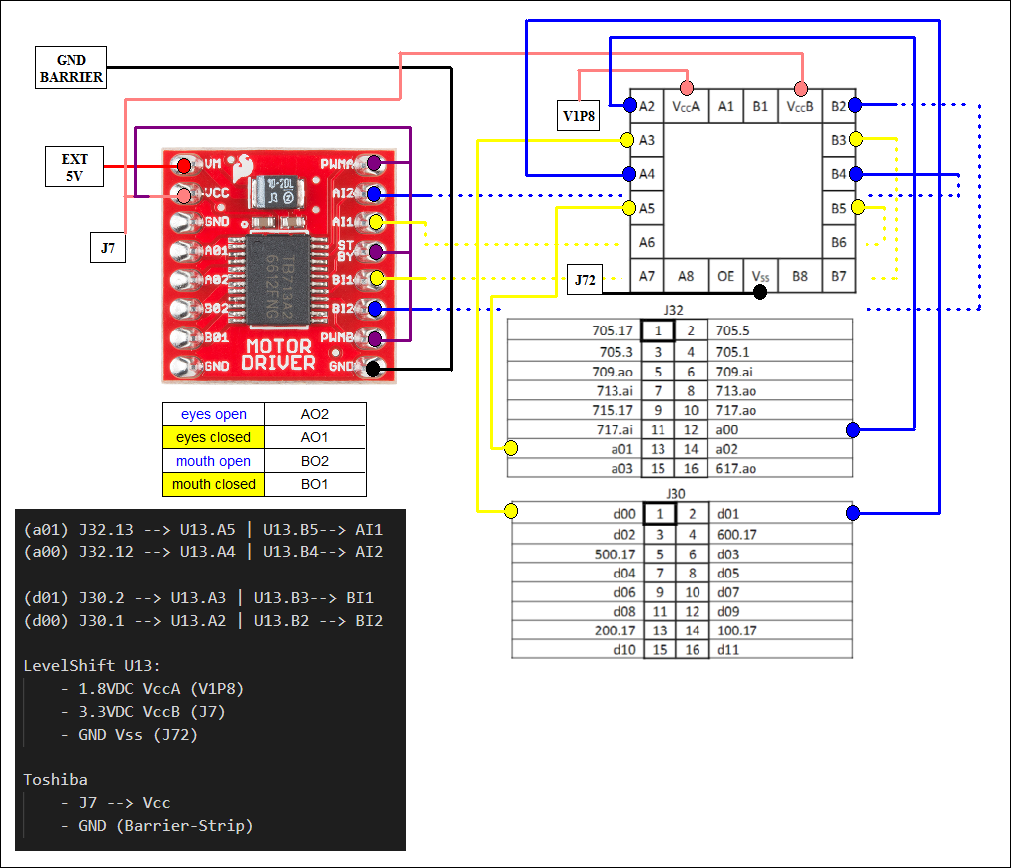 GND
BARRIER
EXT
5V
J7
V1P8
J72
VM
VCC
GND
A01
A02
B02
B01
GND
PWMA
AI2
AI1
ST
BY
BI1
BI2
PWMB
GND
10-20L
J3 ②
TB713A2
6612FNG
MOTOR
DRIVER
A2 VccA A1 B1 VccB B2
A3 B3
A4 B4
A5 B5
A6 B6
A7 A8 OE Vss B8 B7
J32
705.17 1 2 705.5
705.3 3 4 705.1
709.ao 5 6 709.ai
713.ai 7 8 713.ao
715.17 9 10 717.ao
717.ai 11 12 a00
a01 13 14 a02
a03 15 16 617.ao
J30
d00 1 2 d01
d02 3 4 600.17
500.17 5 6 d03
d04 7 8 d05
d06 9 10 d07
d08 11 12 d09
200.17 13 14 100.17
d10 15 16 d11
eyes open AO2
eyes closed AO1
mouth open BO2
mouth closed BO1
(a01) J32.13 --> U13.A5 | U13.B5--> AI1
(a00) J32.12 --> U13.A4 | U13.B4--> AI2
(d01) J30.2 --> U13.A3 | U13.B3--> BI1
(d00) J30.1 --> U13.A2 | U13.B2 --> BI2
LevelShift U13:
- 1.8VDC VccA (V1P8)
- 3.3VDC VccB (J7)
- GND Vss (J72)
Toshiba
- J7 --> Vcc
- GND (Barrier-Strip)